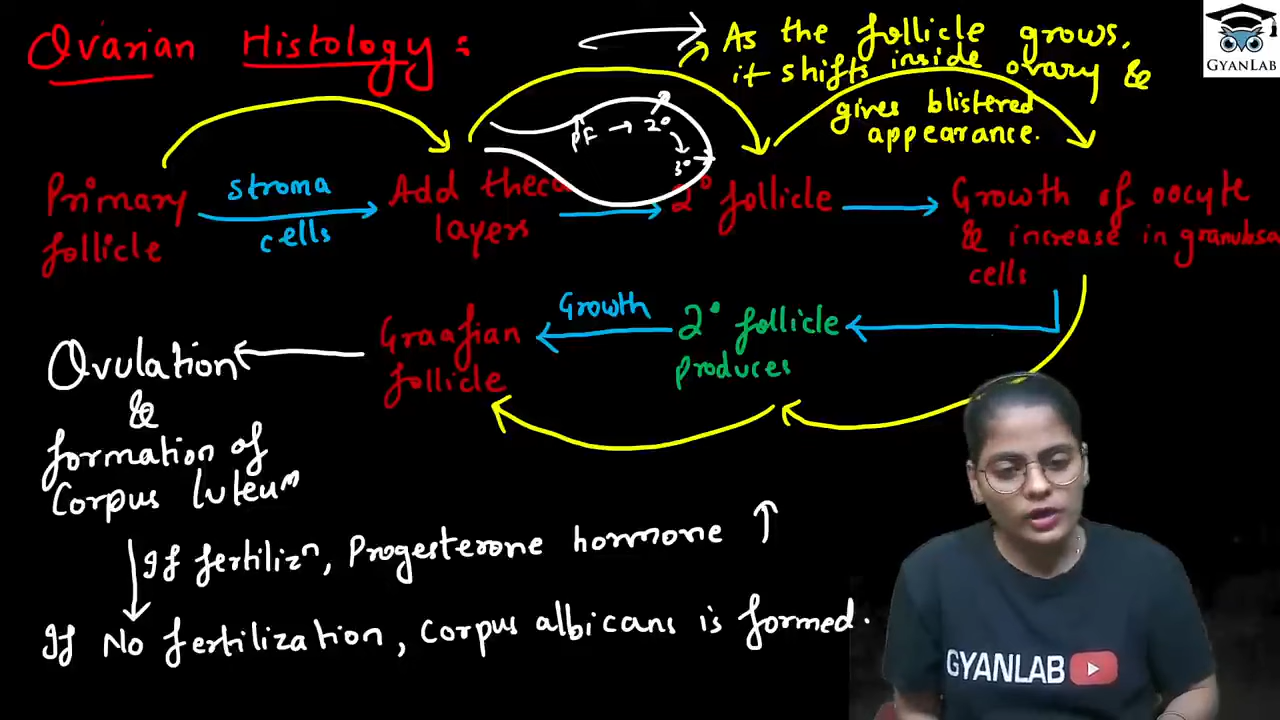 Ovarian Histology :
As the follicle grows,
it shifts inside ovary &
gives blistered
appearance.
GYANLAB
PF → 2°
3°
Primary
follicle
stroma
cells
Add theca
layers
2° follicle
Growth of oocyte
& increase in granulosa
cells
2° follicle
produces
Growth
Graafian
follicle
Ovulation
&
formation of
Corpus luteum
If fertilizn, Progesterone hormone ↑
If No fertilization, Corpus albicans is formed.
GYANLAB